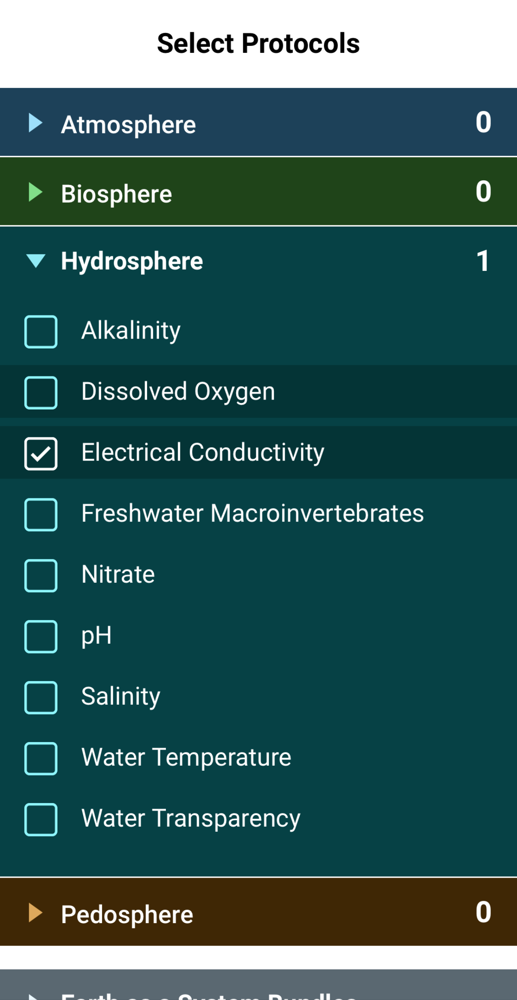 Select Protocols
Atmosphere 0
Biosphere 0
Hydrosphere 1
Alkalinity
Dissolved Oxygen
Electrical Conductivity
Freshwater Macroinvertebrates
Nitrate
pH
Salinity
Water Temperature
Water Transparency
Pedosphere 0
Earth as a System Bundles